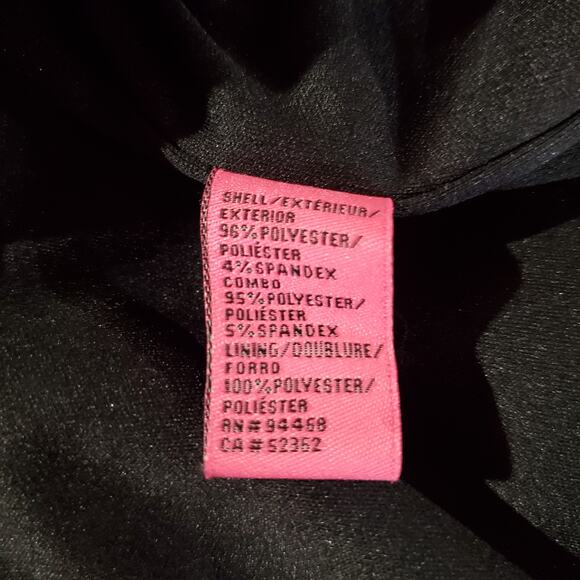 SHELL/EXTÉRIEUR/
EXTERIOR
96%POLYESTER/
POLIÉSTER
4%SPANDEX
COMBO
95%POLYESTER/
POLIÉSTER
5%SPANDEX
LINING/DOUBLURE/
FORRO
100%POLYESTER/
POLIÉSTER
RN#94468
CA#52352